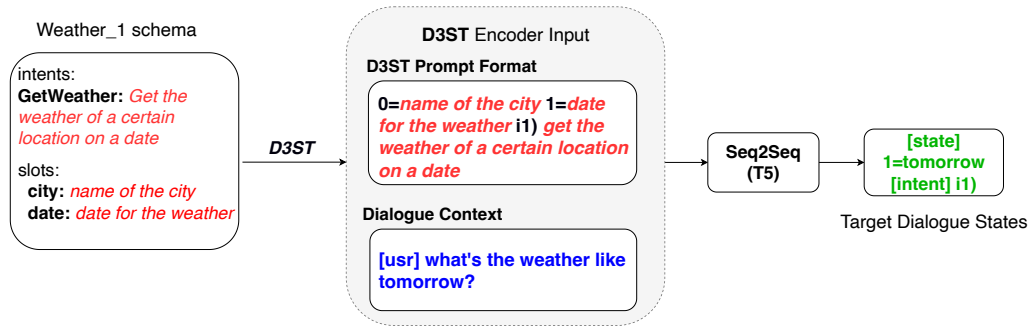 Weather_1 schema
intents:
GetWeather: Get the
weather of a certain
location on a date
slots:
city: name of the city
date: date for the weather
D3ST
D3ST Encoder Input
D3ST Prompt Format
0=name of the city 1=date
for the weather i1) get the
weather of a certain location
on a date
Dialogue Context
[usr] what's the weather like
tomorrow?
Seq2Seq
(T5)
[state]
1=tomorrow
[intent] i1)
Target Dialogue States